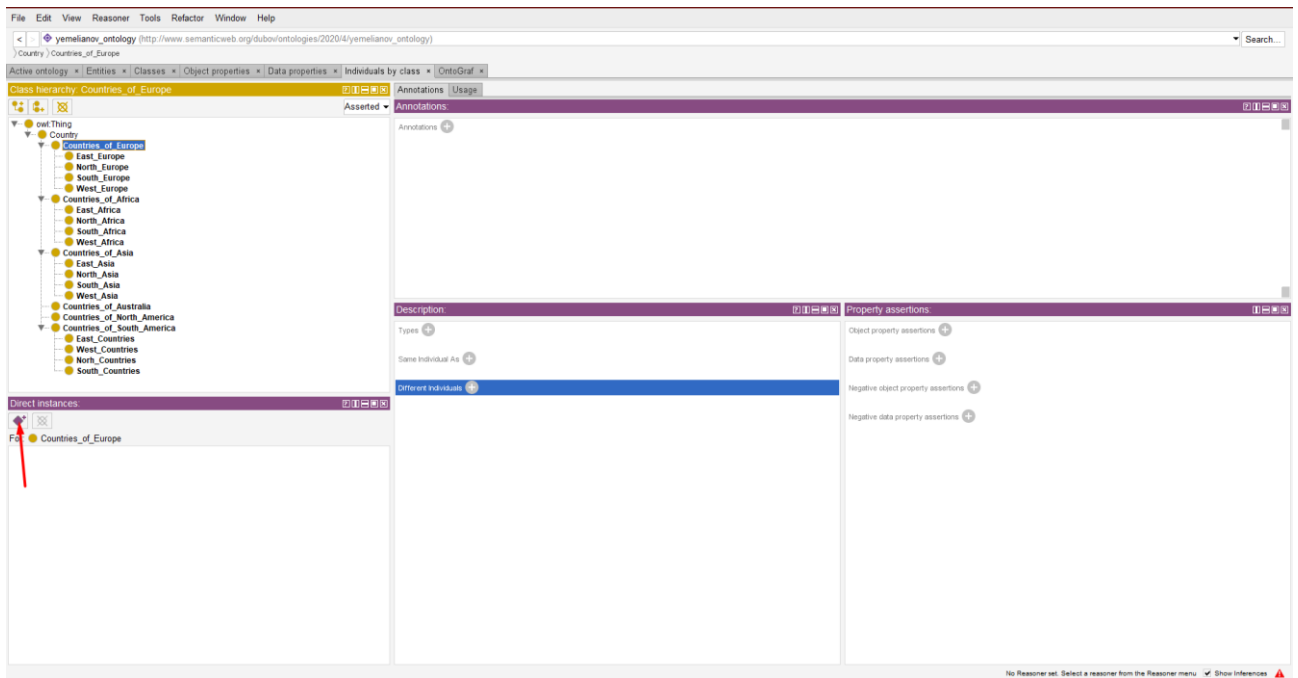 File Edit View Reasoner Tools Refactor Window Help
< > yemelianov_ontology (http://www.semanticweb.org/dubov/ontologies/2020/4/yemelianov_ontology) Search...
Country Countries_of_Europe
Active ontology × Entities × Classes × Object properties × Data properties × Individuals by class × OntoGraf ×
Class hierarchy: Countries_of_Europe
Asserted
owl:Thing
Country
Countries_of_Europe
East_Europe
North_Europe
South_Europe
West_Europe
Countries_of_Africa
East_Africa
North_Africa
South_Africa
West_Africa
Countries_of_Asia
East_Asia
North_Asia
South_Asia
West_Asia
Countries_of_Australia
Countries_of_North_America
Countries_of_South_America
East_Countries
West_Countries
Norh_Countries
South_Countries
Direct instances:
For: Countries_of_Europe
Annotations Usage
Annotations:
Annotations
Description:
Types
Same Individual As
Different Individuals
Property assertions:
Object property assertions
Data property assertions
Negative object property assertions
Negative data property assertions
No Reasoner set. Select a reasoner from the Reasoner menu Show Inferences